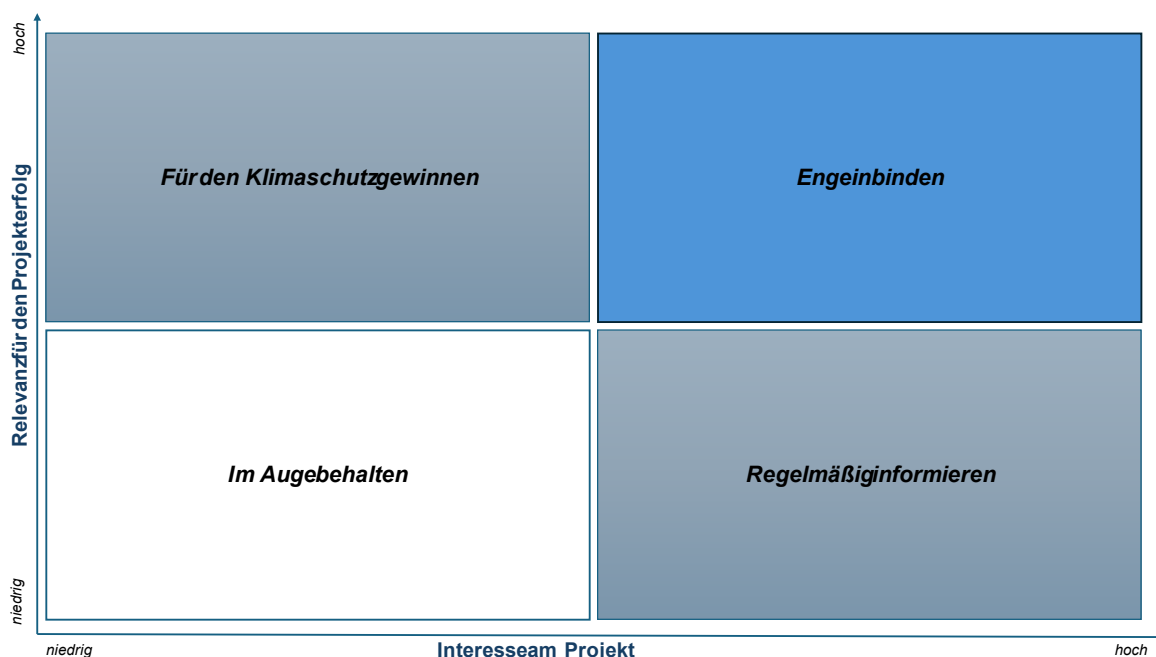 hoch
Relevanzfür den Projekterfolg
niedrig
Für den Klimaschutzgewinnen
Engeinbinden
Im Augebehalten
Regelmäßiginformieren
niedrig
Interesseam Projekt
hoch